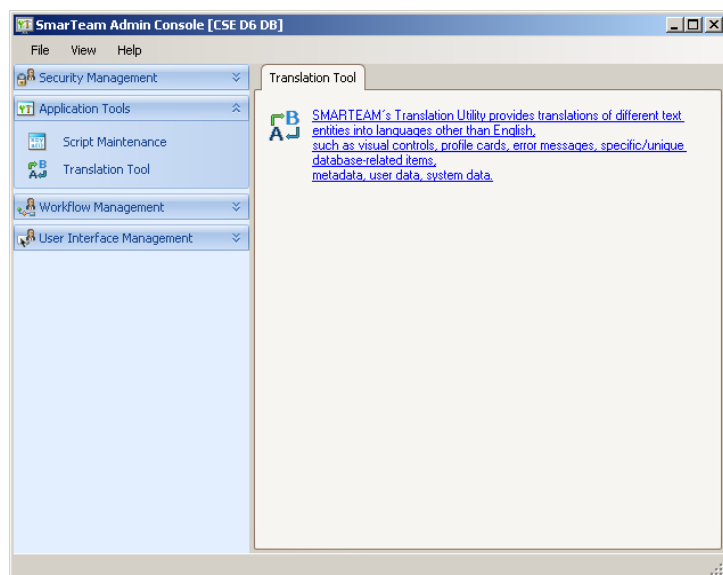 SmarTeam Admin Console [CSE D6 DB]
File View Help
Security Management
Application Tools
Script Maintenance
Translation Tool
Workflow Management
User Interface Management
Translation Tool
SMARTEAM´s Translation Utility provides translations of different text
entities into languages other than English,
such as visual controls, profile cards, error messages, specific/unique
database-related items,
metadata, user data, system data.